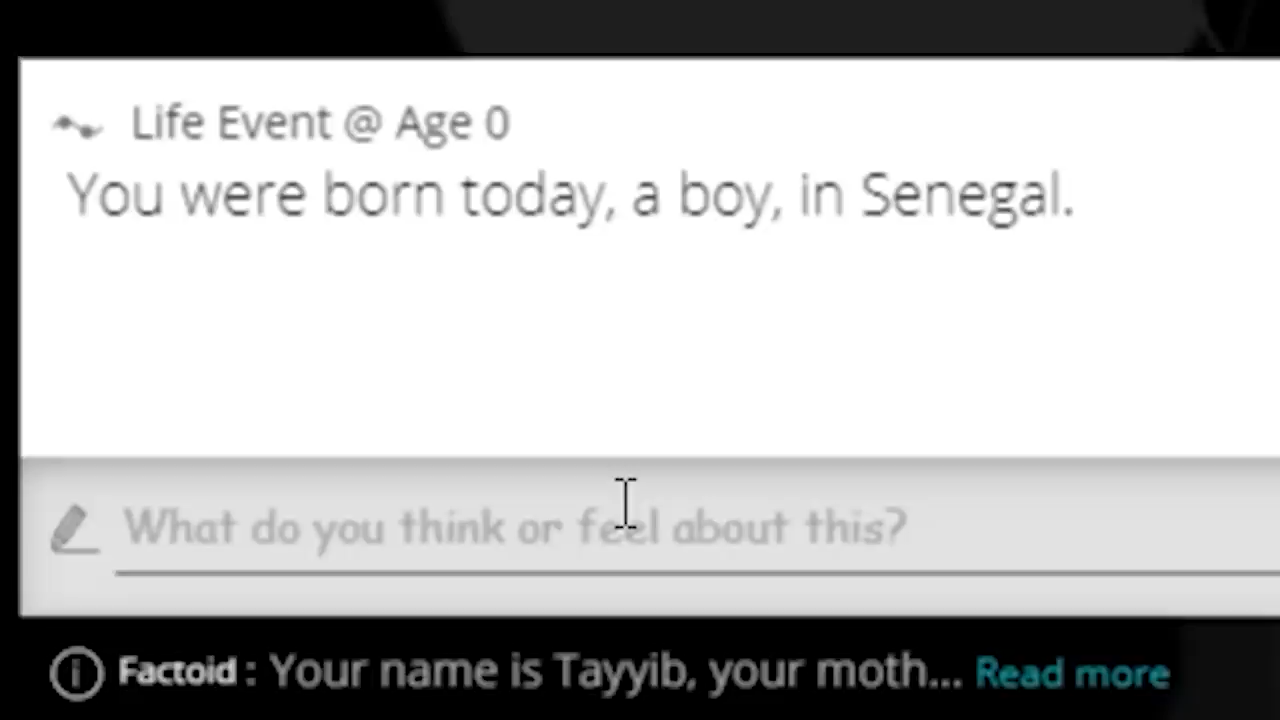 Life Event @ Age 0
You were born today, a boy, in Senegal.
What do you think or feel about this?
Factoid : Your name is Tayyib, your moth... Read more